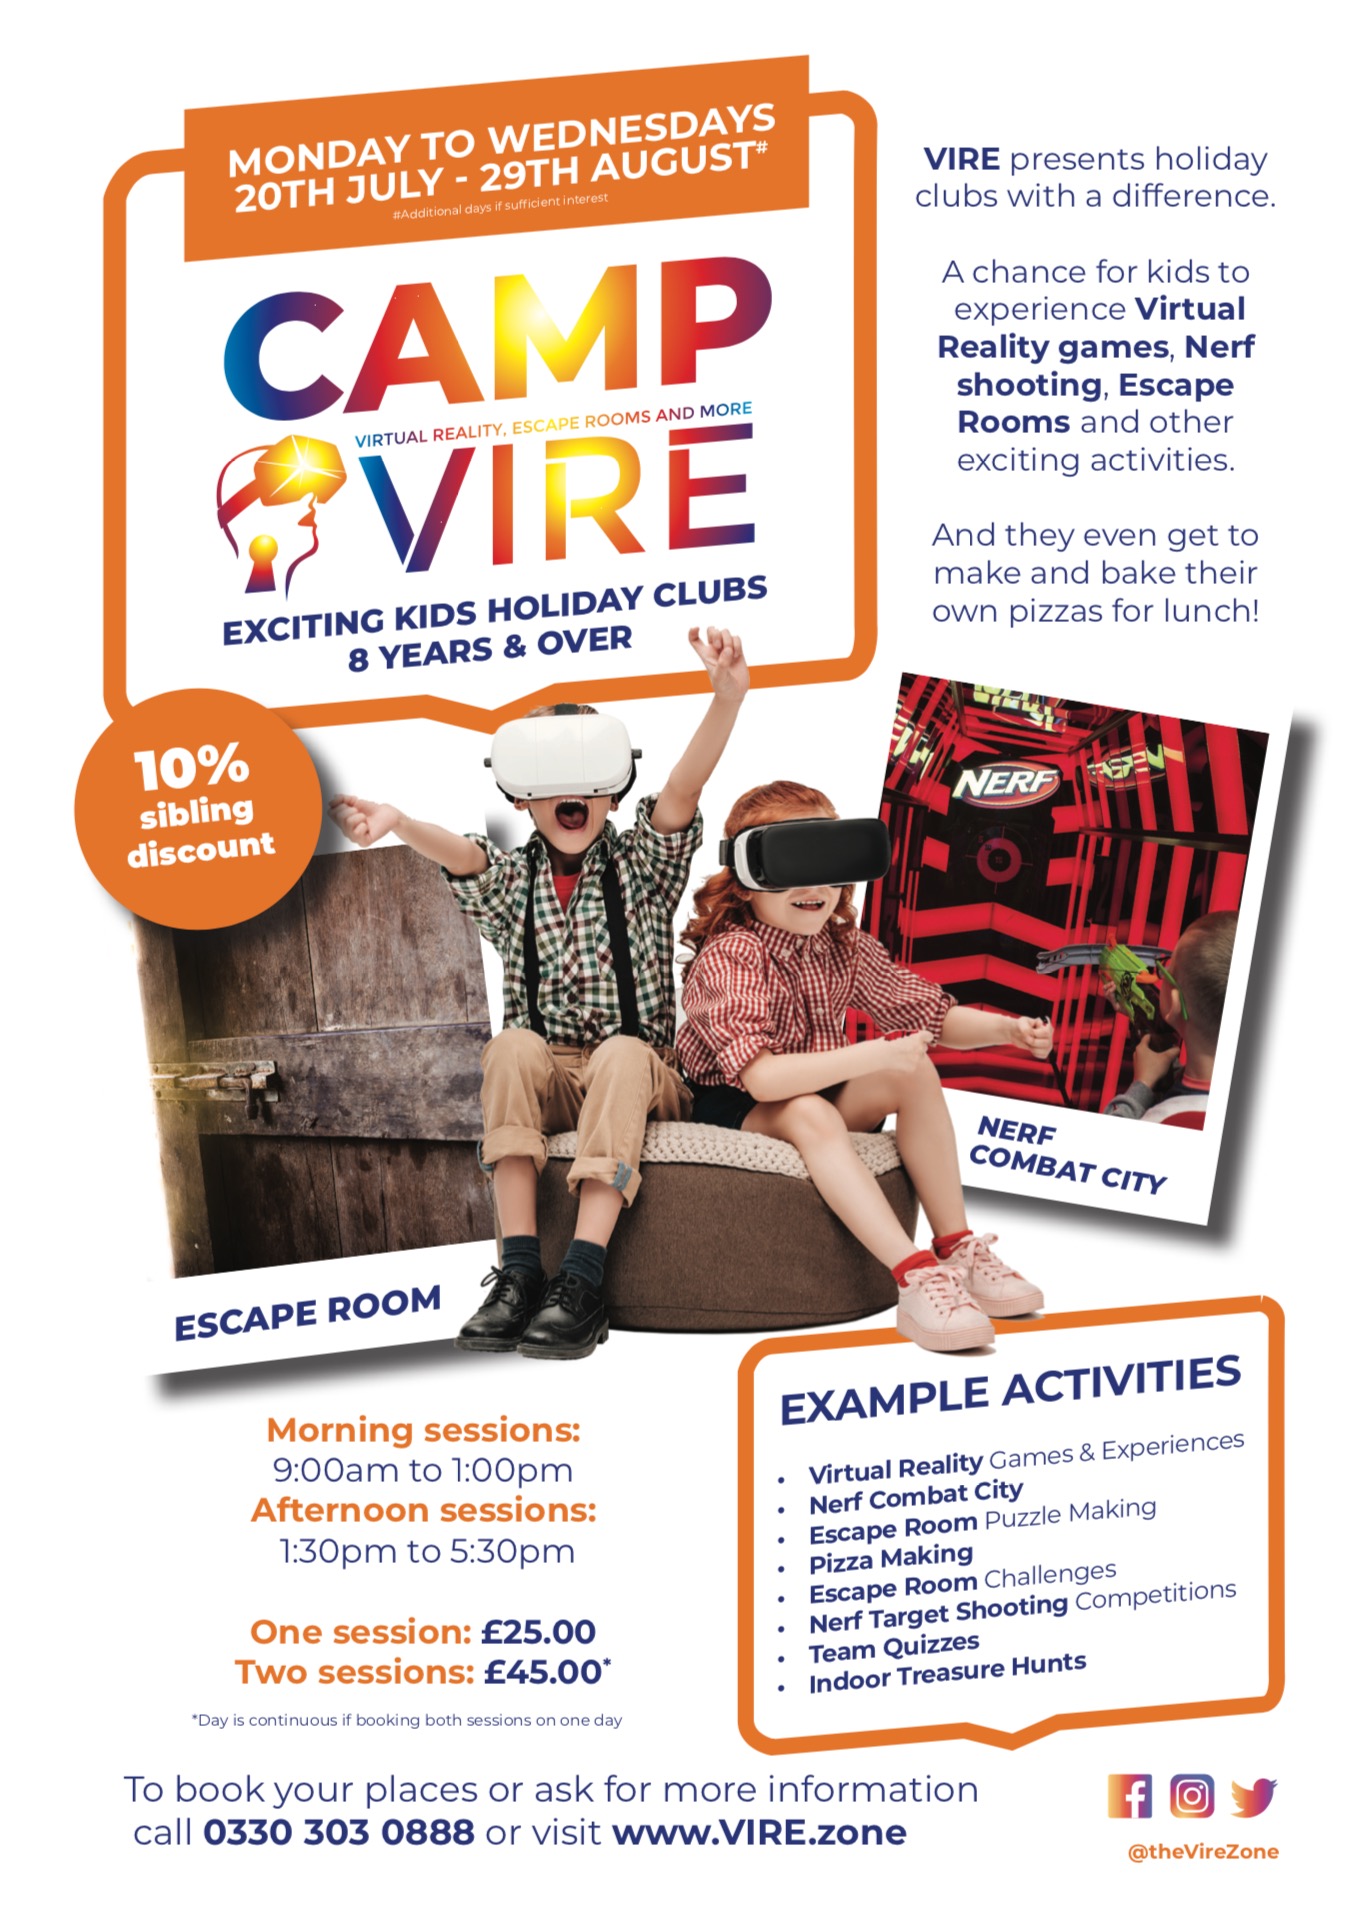 MONDAY TO WEDNESDAYS
20TH JULY - 29TH AUGUST#
#Additional days if sufficient interest
CAMP
VIRTUAL REALITY, ESCAPE ROOMS AND MORE
VIRE
EXCITING KIDS HOLIDAY CLUBS
8 YEARS & OVER
VIRE presents holiday
clubs with a difference.
A chance for kids to
experience Virtual
Reality games, Nerf
shooting, Escape
Rooms and other
exciting activities.
And they even get to
make and bake their
own pizzas for lunch!
10%
sibling
discount
NERF
NERF
COMBAT CITY
ESCAPE ROOM
Morning sessions:
9:00am to 1:00pm
Afternoon sessions:
1:30pm to 5:30pm
One session: £25.00
Two sessions: £45.00*
*Day is continuous if booking both sessions on one day
EXAMPLE ACTIVITIES
• Virtual Reality Games & Experiences
• Nerf Combat City
• Escape Room Puzzle Making
• Pizza Making
• Escape Room Challenges
• Nerf Target Shooting Competitions
• Team Quizzes
• Indoor Treasure Hunts
To book your places or ask for more information
call 0330 303 0888 or visit www.VIRE.zone
@theVireZone